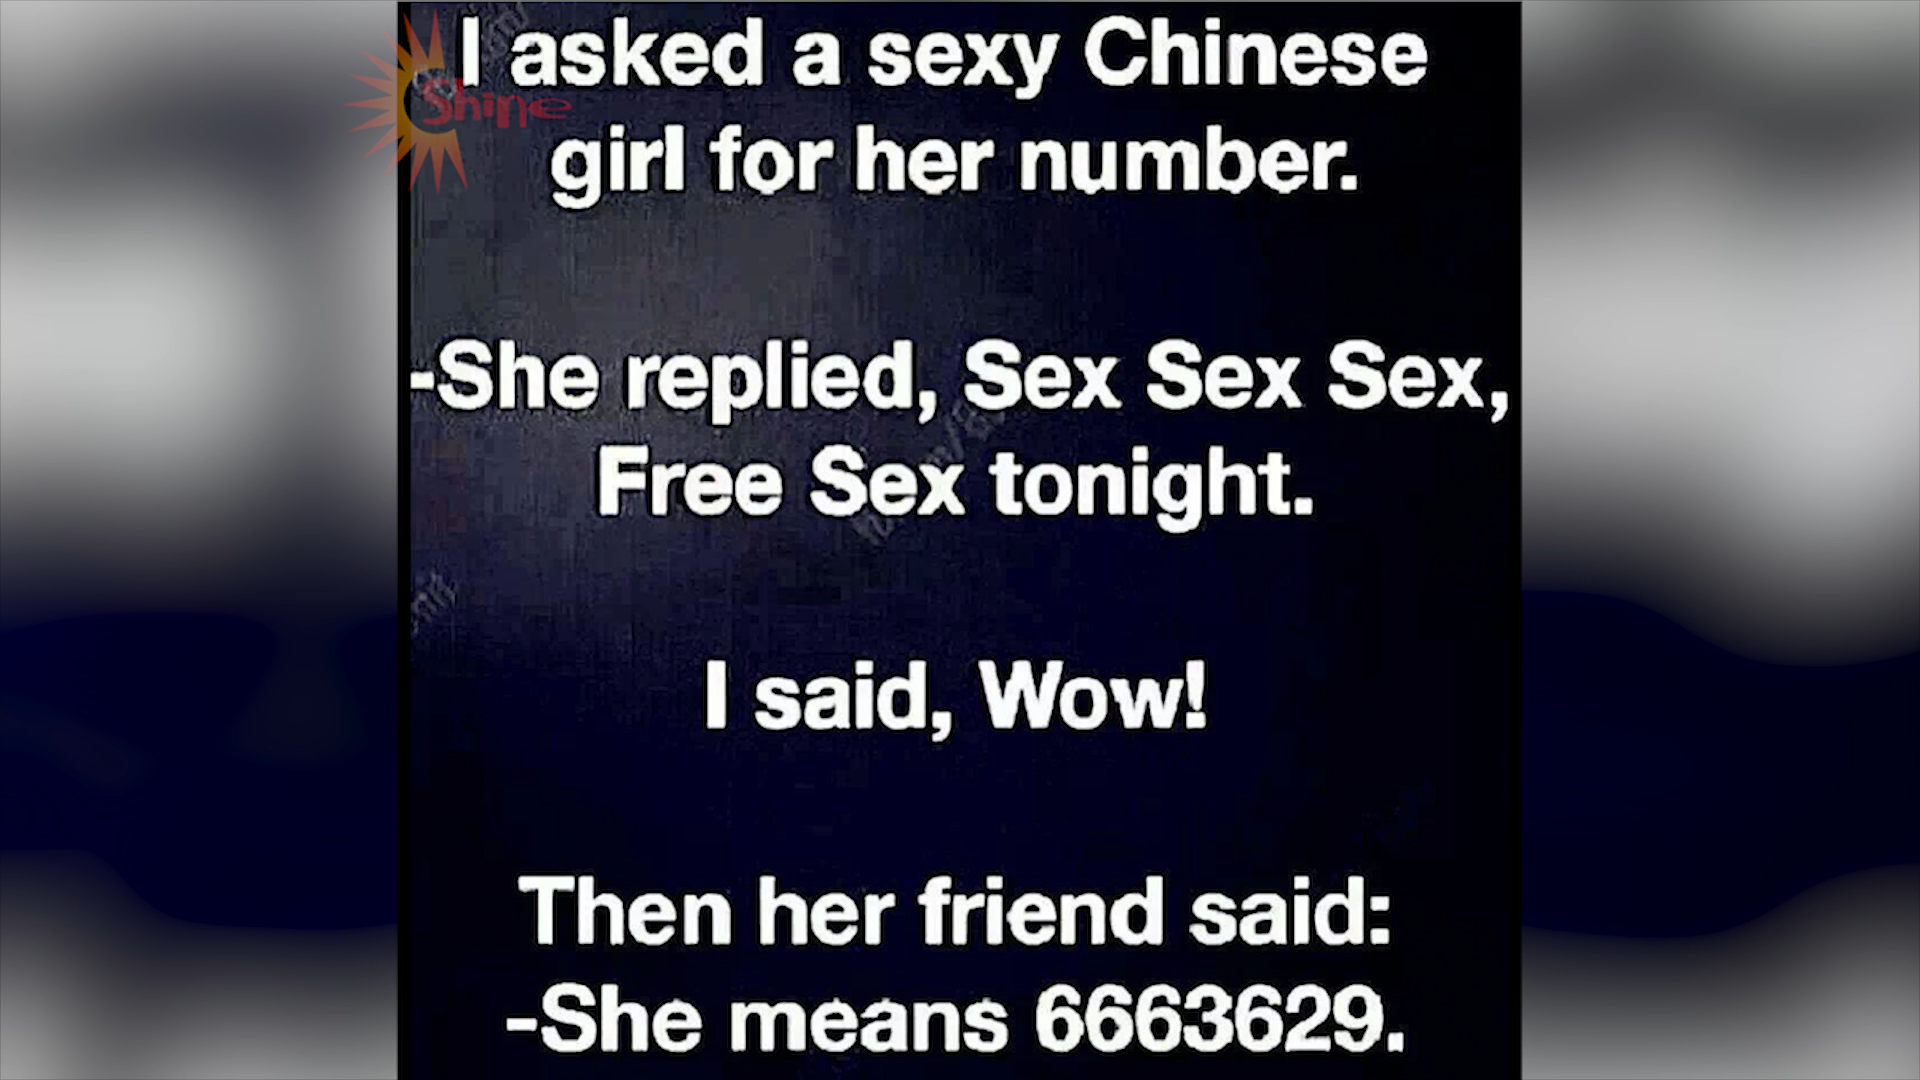 I asked a sexy Chinese
Shine
girl for her number.
-She replied, Sex Sex Sex,
Free Sex tonight.
I said, Wow!
Then her friend said:
-She means 6663629.